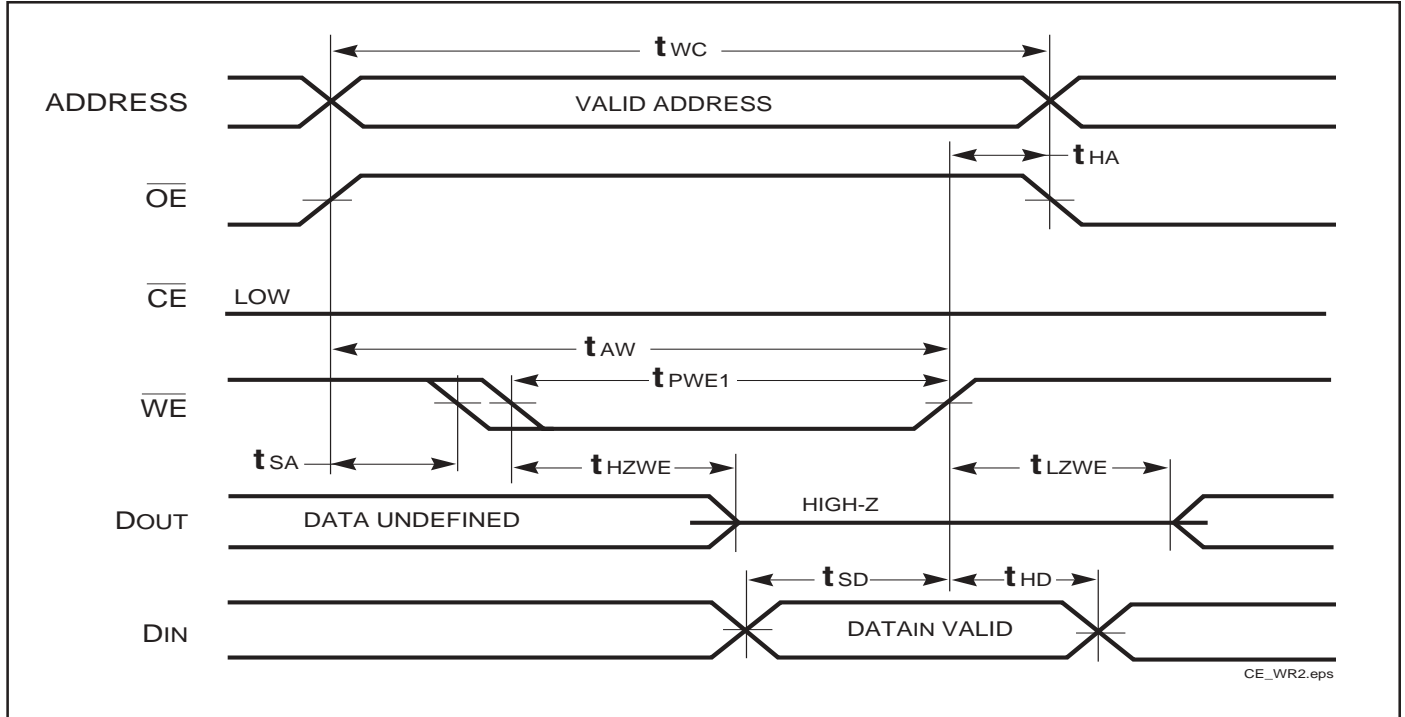 tWC
ADDRESS
VALID ADDRESS
tHA
OE
CE
LOW
tAW
tPWE1
WE
tSA
tHZWE
tLZWE
DOUT
DATA UNDEFINED
HIGH-Z
tSD
tHD
DIN
DATAIN VALID
CE_WR2.eps